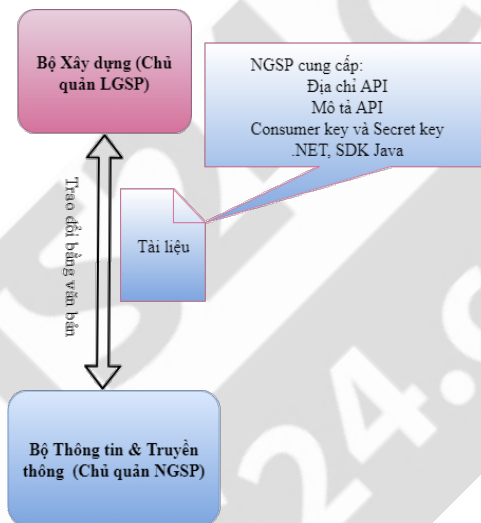 Bộ Xây dựng (Chủ
quản LGSP)
NGSP cung cấp:
Địa chỉ API
Mô tả API
Consumer key và Secret key
.NET, SDK Java
Trao đổi bằng văn bản
Tài liệu
Bộ Thông tin & Truyền
thông (Chủ quản NGSP)